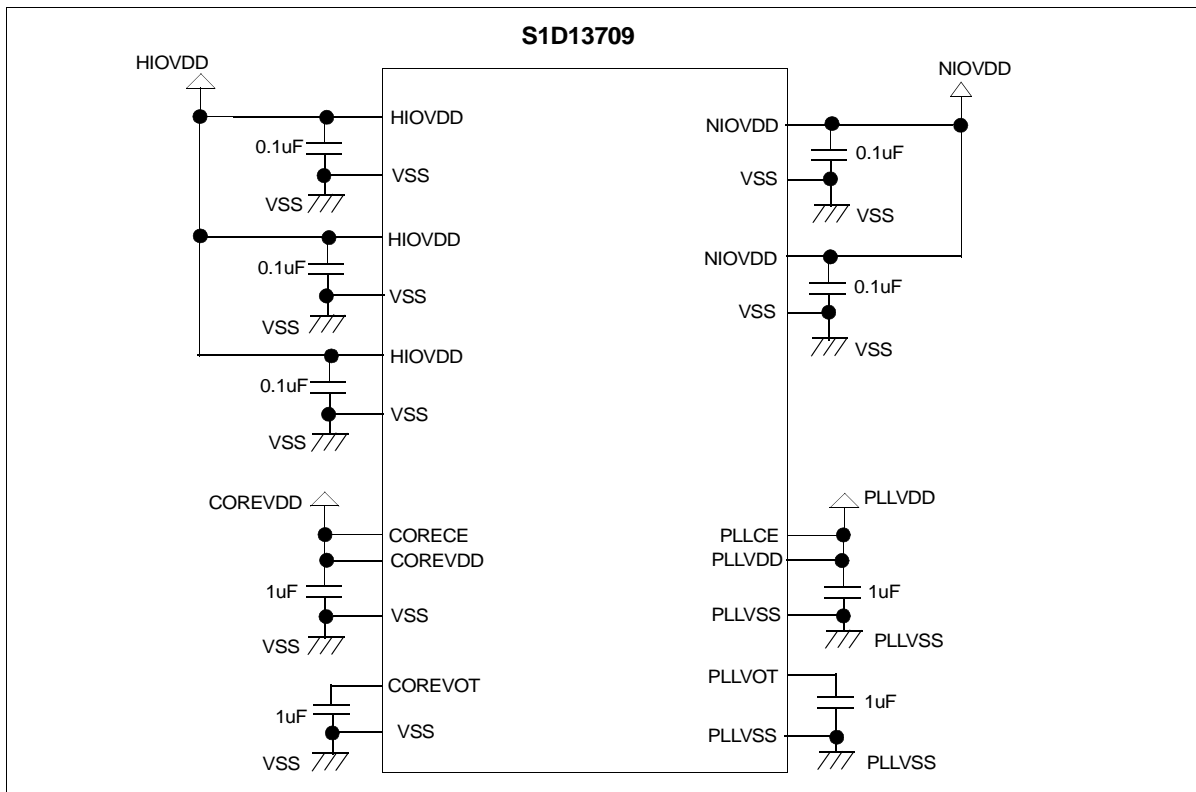 S1D13709
HIOVDD
NIOVDD
HIOVDD
0.1uF
VSS
VSS
HIOVDD
0.1uF
VSS
VSS
HIOVDD
0.1uF
VSS
VSS
NIOVDD
0.1uF
VSS
VSS
NIOVDD
0.1uF
VSS
VSS
COREVDD
CORECE
COREVDD
1uF
VSS
VSS
COREVOT
1uF
VSS
VSS
PLLVDD
PLLCE
PLLVDD
1uF
PLLVSS
PLLVSS
PLLVOT
1uF
PLLVSS
PLLVSS